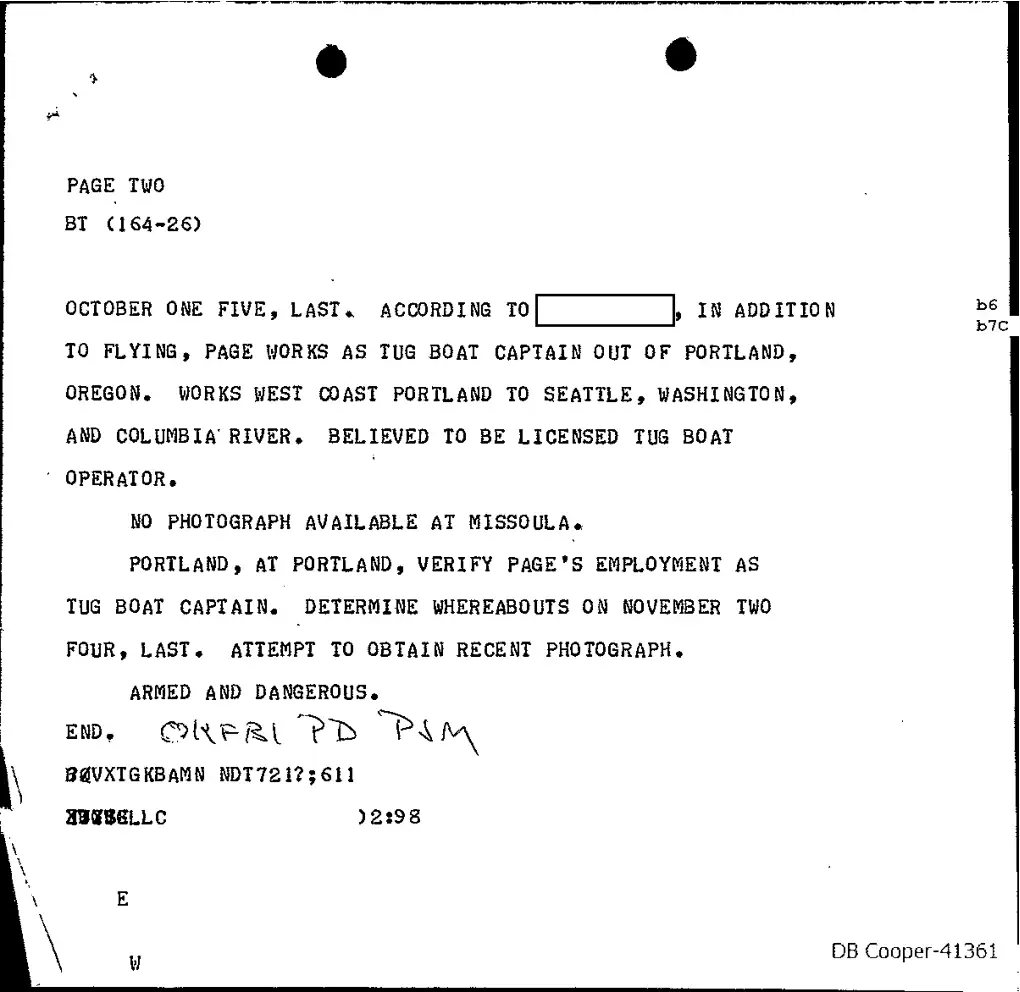 PAGE TWO
BT (164-26)
OCTOBER ONE FIVE, LAST. ACCORDING TO , IN ADDITION
b6
b7C
TO FLYING, PAGE WORKS AS TUG BOAT CAPTAIN OUT OF PORTLAND,
OREGON. WORKS WEST COAST PORTLAND TO SEATTLE, WASHINGTON,
AND COLUMBIA RIVER. BELIEVED TO BE LICENSED TUG BOAT
OPERATOR.
NO PHOTOGRAPH AVAILABLE AT MISSOULA.
PORTLAND, AT PORTLAND, VERIFY PAGE'S EMPLOYMENT AS
TUG BOAT CAPTAIN. DETERMINE WHEREABOUTS ON NOVEMBER TWO
FOUR, LAST. ATTEMPT TO OBTAIN RECENT PHOTOGRAPH.
ARMED AND DANGEROUS.
END. PD
NDT721?;611
)2:98
E
W
DB Cooper-41361